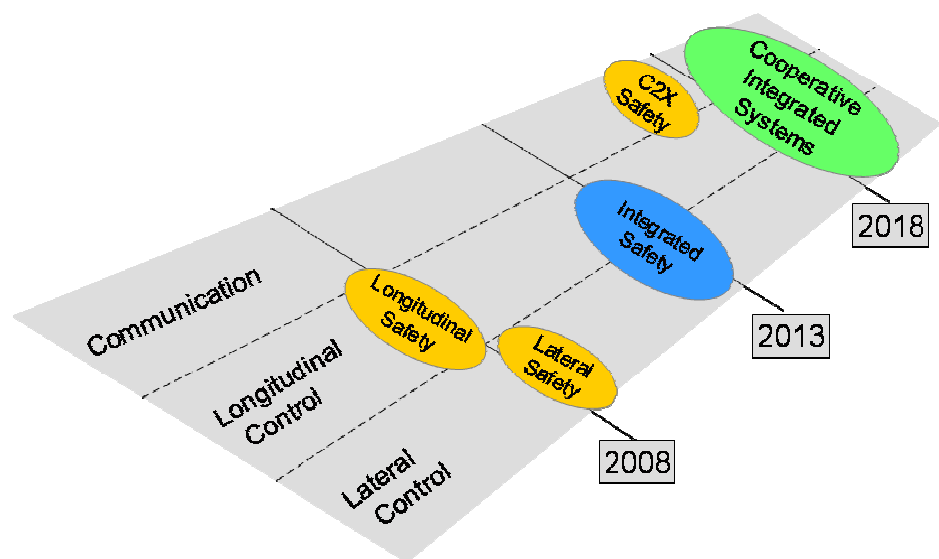 Cooperative
Integrated
Systems
C2X
Safety
2018
Integrated
Safety
2013
Communication
Longitudinal
Safety
Lateral
Safety
Longitudinal
Control
2008
Lateral
Control